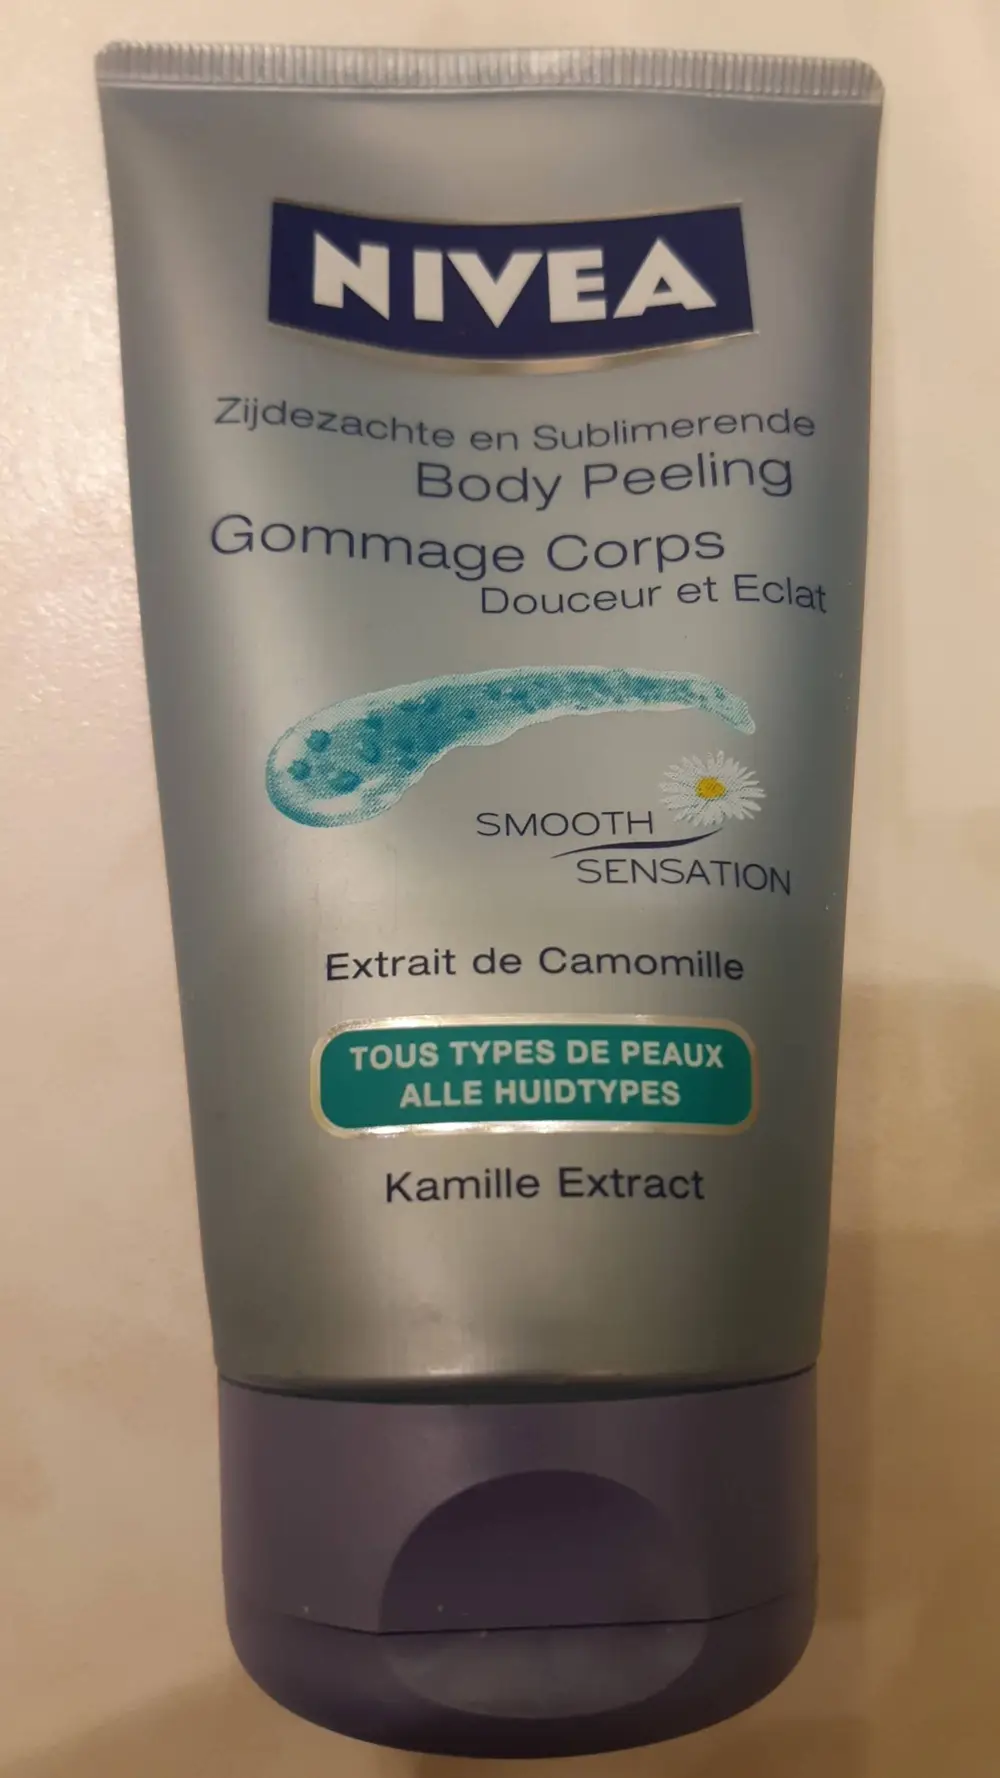 NIVEA
Zijdezachte en Sublimerende
Body Peeling
Gommage Corps
Douceur et Eclat
SMOOTH
SENSATION
Extrait de Camomille
TOUS TYPES DE PEAUX
ALLE HUIDTYPES
Kamille Extract